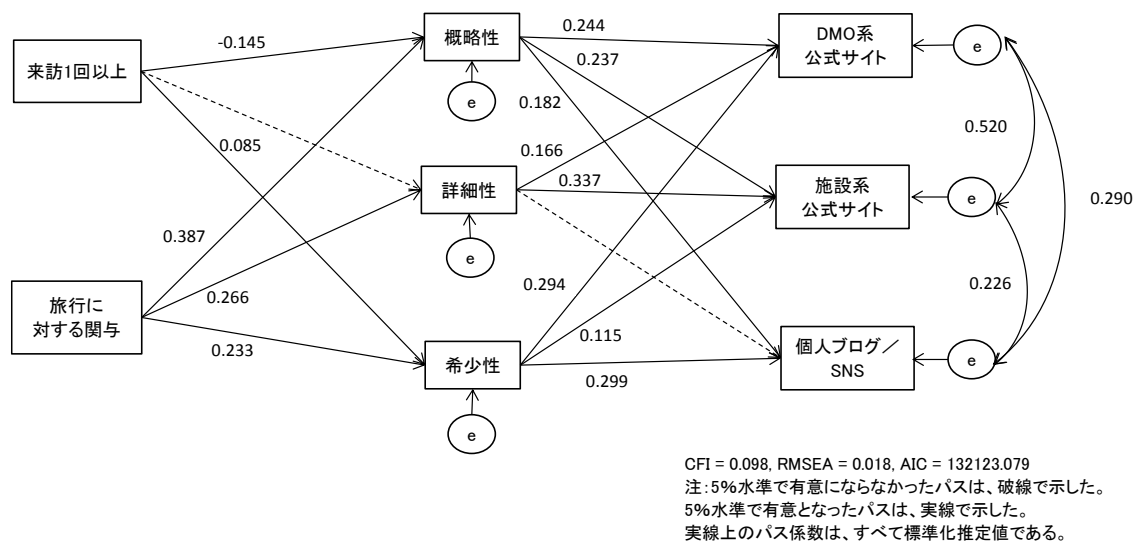 来訪1回以上
旅行に
対する関与
-0.145
0.085
0.387
0.266
0.233
概略性
e
詳細性
e
希少性
e
0.244
0.237
0.182
0.166
0.337
0.294
0.115
0.299
DMO系
公式サイト
e
施設系
公式サイト
e
個人ブログ/
SNS
e
0.520
0.226
0.290
CFI = 0.098, RMSEA = 0.018, AIC = 132123.079
注:5%水準で有意にならなかったパスは、破線で示した。
5%水準で有意となったパスは、実線で示した。
実線上のパス係数は、すべて標準化推定値である。